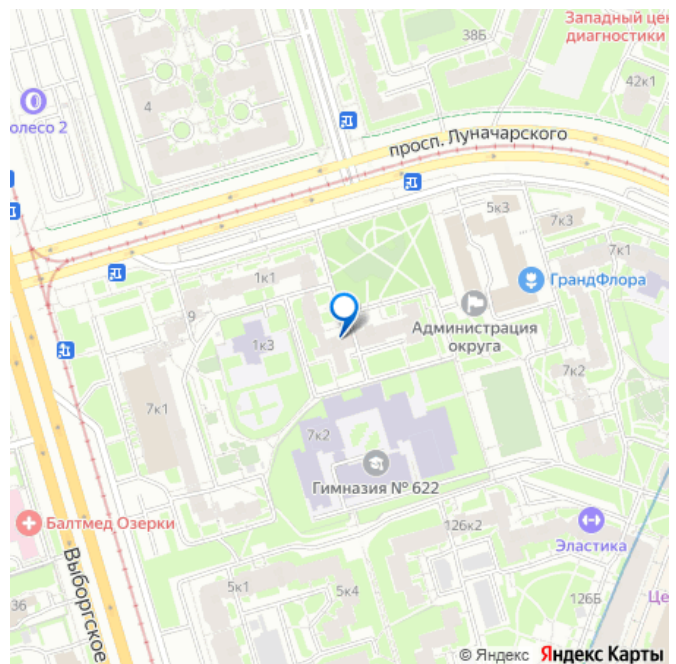 Западный цен
диагностики
38Б
42к1
4
олесо 2
просп. Луначарского
5к3
7к3
7к1
1к1
ГрандФлора
9
Администрация
округа
1к3
7к2
7к1
7к2
Гимназия № 622
Балтмед Озерки
126к2
Эластика
Выборгское
36
5к1
5к4
126Б
Це
© Яндекс Яндекс Карты